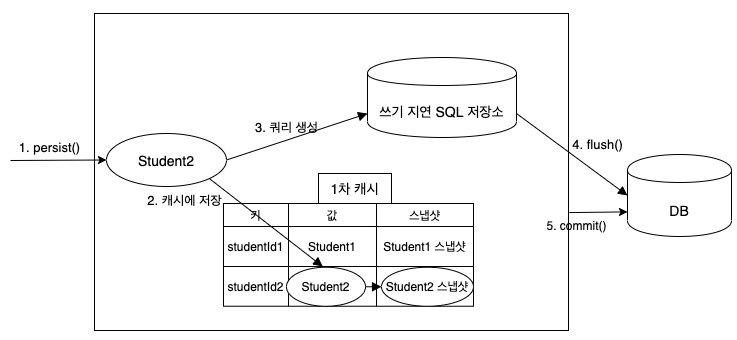 1. persist()
Student2
3. 쿼리 생성
쓰기 지연 SQL 저장소
4. flush()
DB
5. commit()
2. 캐시에 저장
1차 캐시
키 값 스냅샷
studentId1 Student1 Student1 스냅샷
studentId2 Student2 Student2 스냅샷